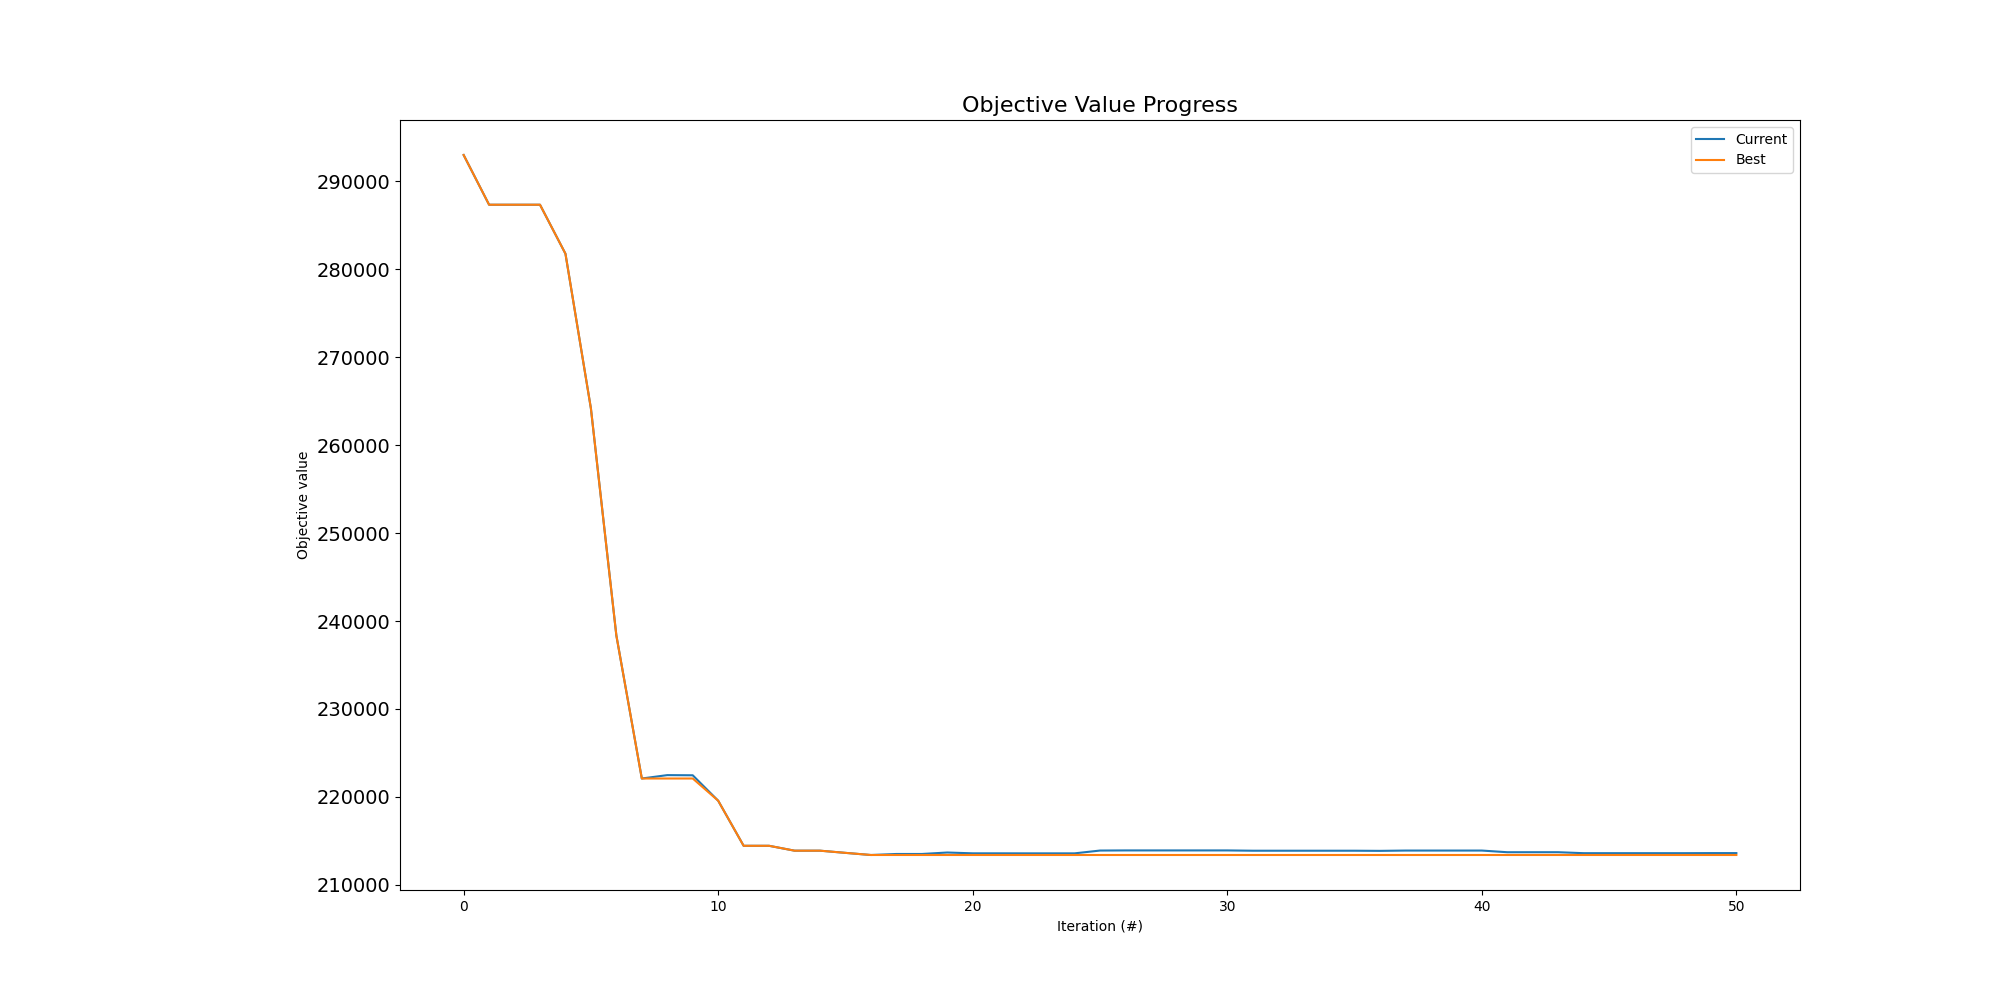 Objective Value Progress
Current
Best
290000
280000
270000
260000
250000
240000
230000
220000
210000
Objective value
0 10 20 30 40 50
Iteration (#)